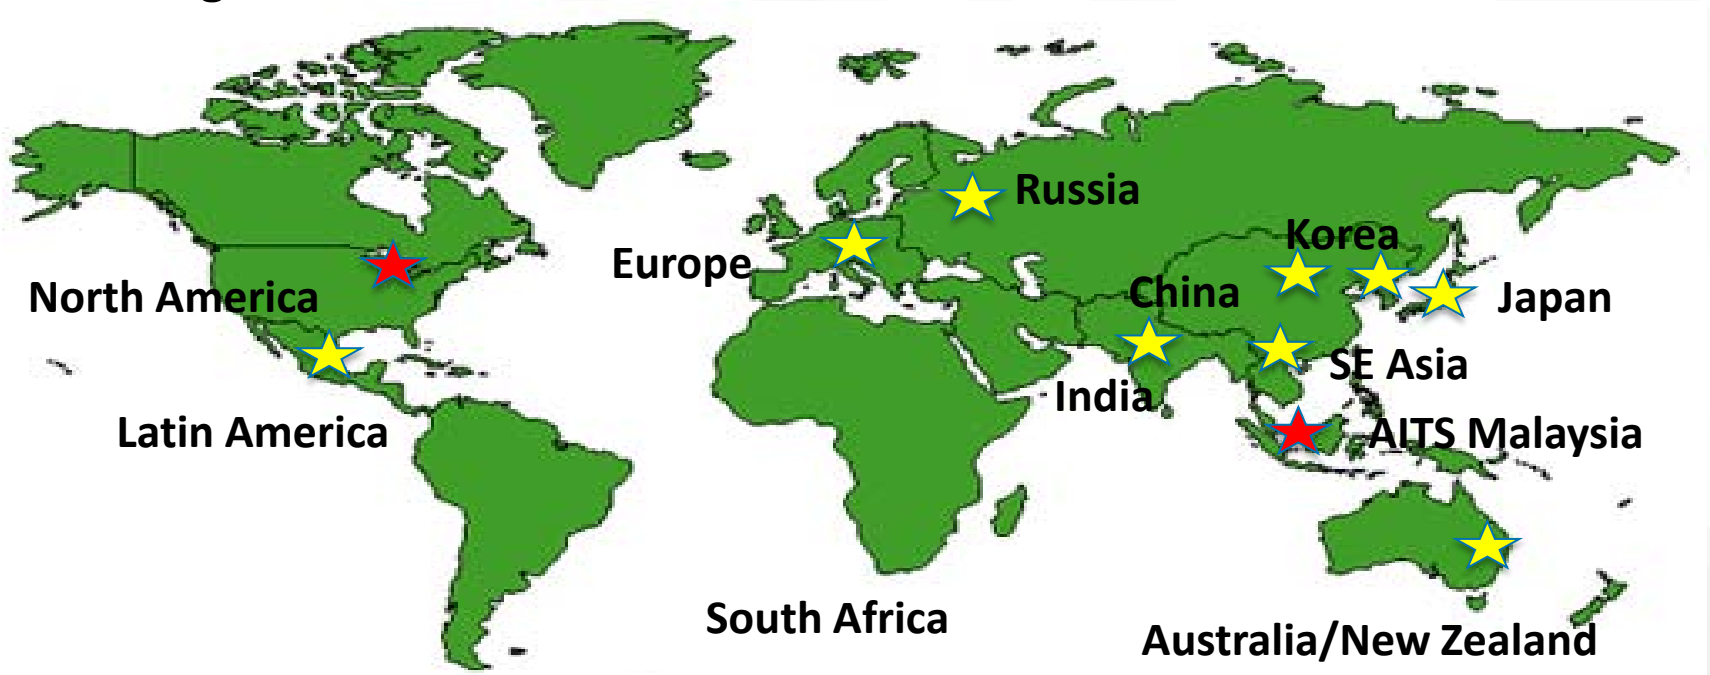 Russia
Korea
Europe
China
North America
Japan
SE Asia
India
Latin America
AITS Malaysia
South Africa
Australia/New Zealand